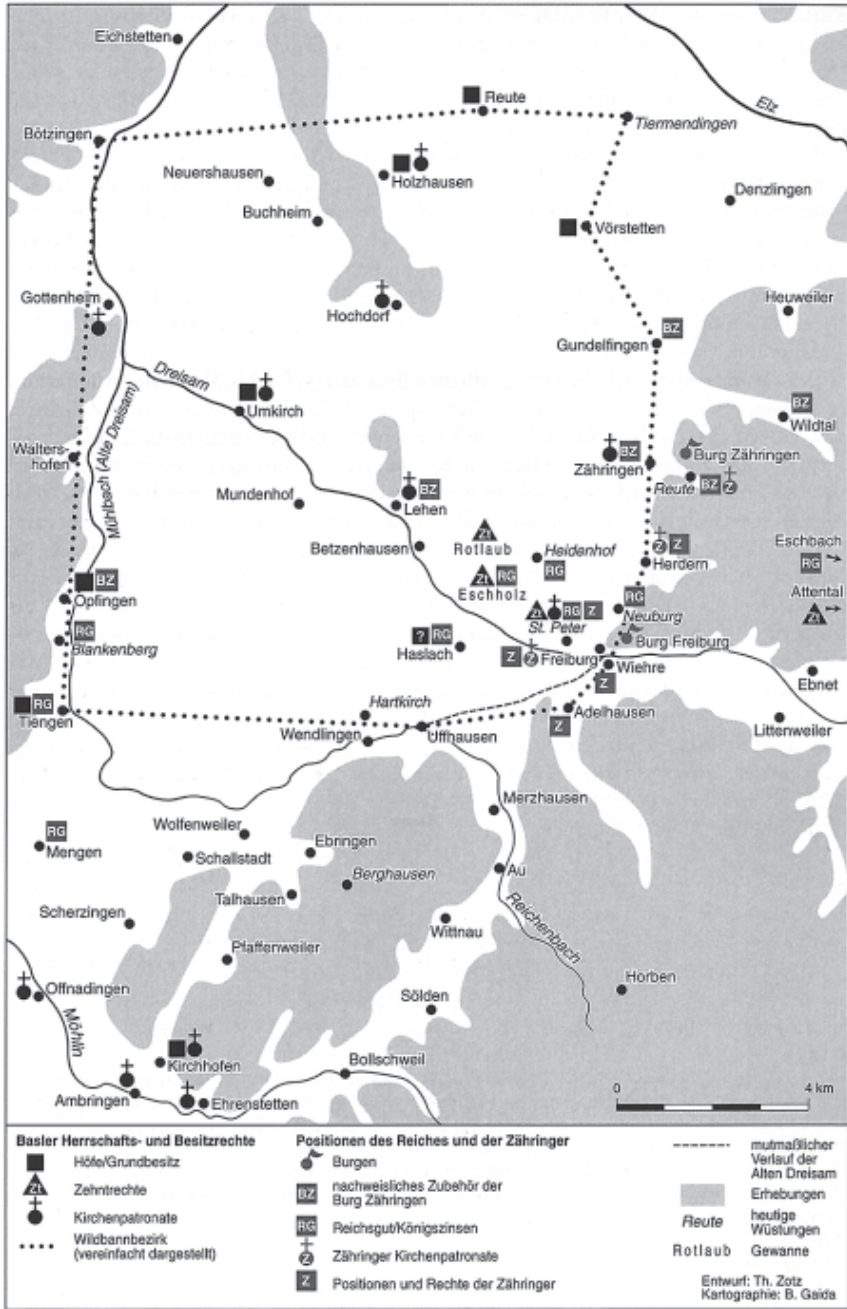 Eichstetten
Elz
Reute
Tiermendingen
Bötzingen
Neuershausen
Holzhausen
Denzlingen
Buchheim
Vörstetten
Gottenheim
Hochdorf
Heuweiler
BZ
Gundelfingen
Dreisam
BZ
Wildtal
Umkirch
Mühlbach (Alte Dreisam)
Walters-
hofen
BZ
Zähringen
Burg Zähringen
BZ
Lehen
Reute
BZ
Z
Mundenhof
Zt
Rotlaub
Betzenhausen
Heidenhof
RG
Z
Z
Herdern
Eschbach
RG
BZ
Opfingen
Zt
RG
Eschholz
Attental
Zt
RG
Neuburg
Zt
RG
Z
St. Peter
RG
Blankenberg
? RG
Haslach
Z
Z
Freiburg
Burg Freiburg
Wiehre
Z
Ebnet
RG
Tiengen
Hartkirch
Adelhausen
Z
Littenweiler
Wendlingen
Uffhausen
Merzhausen
Wolfenweiler
RG
Mengen
Schallstadt
Ebringen
Berghausen
Au
Talhausen
Reichenbach
Scherzingen
Wittnau
Pfaffenweiler
Offnadingen
Möhlin
Sölden
Horben
Kirchhofen
Bollschweil
Ambringen
Ehrenstetten
0 4 km
Basler Herrschafts- und Besitzrechte
Höfe/Grundbesitz
Zt Zehntrechte
Kirchenpatronate
Wildbannbezirk
(vereinfacht dargestellt)
Positionen des Reiches und der Zähringer
Burgen
BZ nachweisliches Zubehör der
Burg Zähringen
RG Reichsgut/Königszinsen
Z Zähringer Kirchenpatronate
Z Positionen und Rechte der Zähringer
mutmaßlicher
Verlauf der
Alten Dreisam
Erhebungen
Reute heutige
Wüstungen
Rotlaub Gewanne
Entwurf: Th. Zotz
Kartographie: B. Gaida